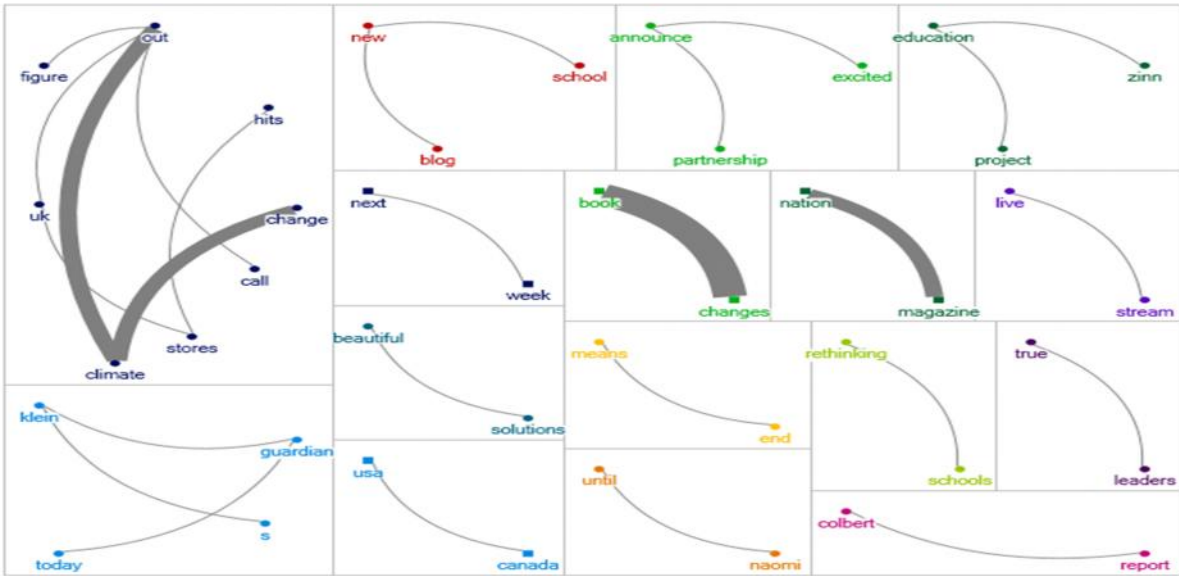 out
figure
hits
uk
change
call
stores
climate
new
school
blog
announce
excited
partnership
education
zinn
project
next
week
book
changes
nation
magazine
live
stream
beautiful
solutions
means
end
rethinking
schools
true
leaders
klein
guardian
s
today
usa
canada
until
naomi
colbert
report